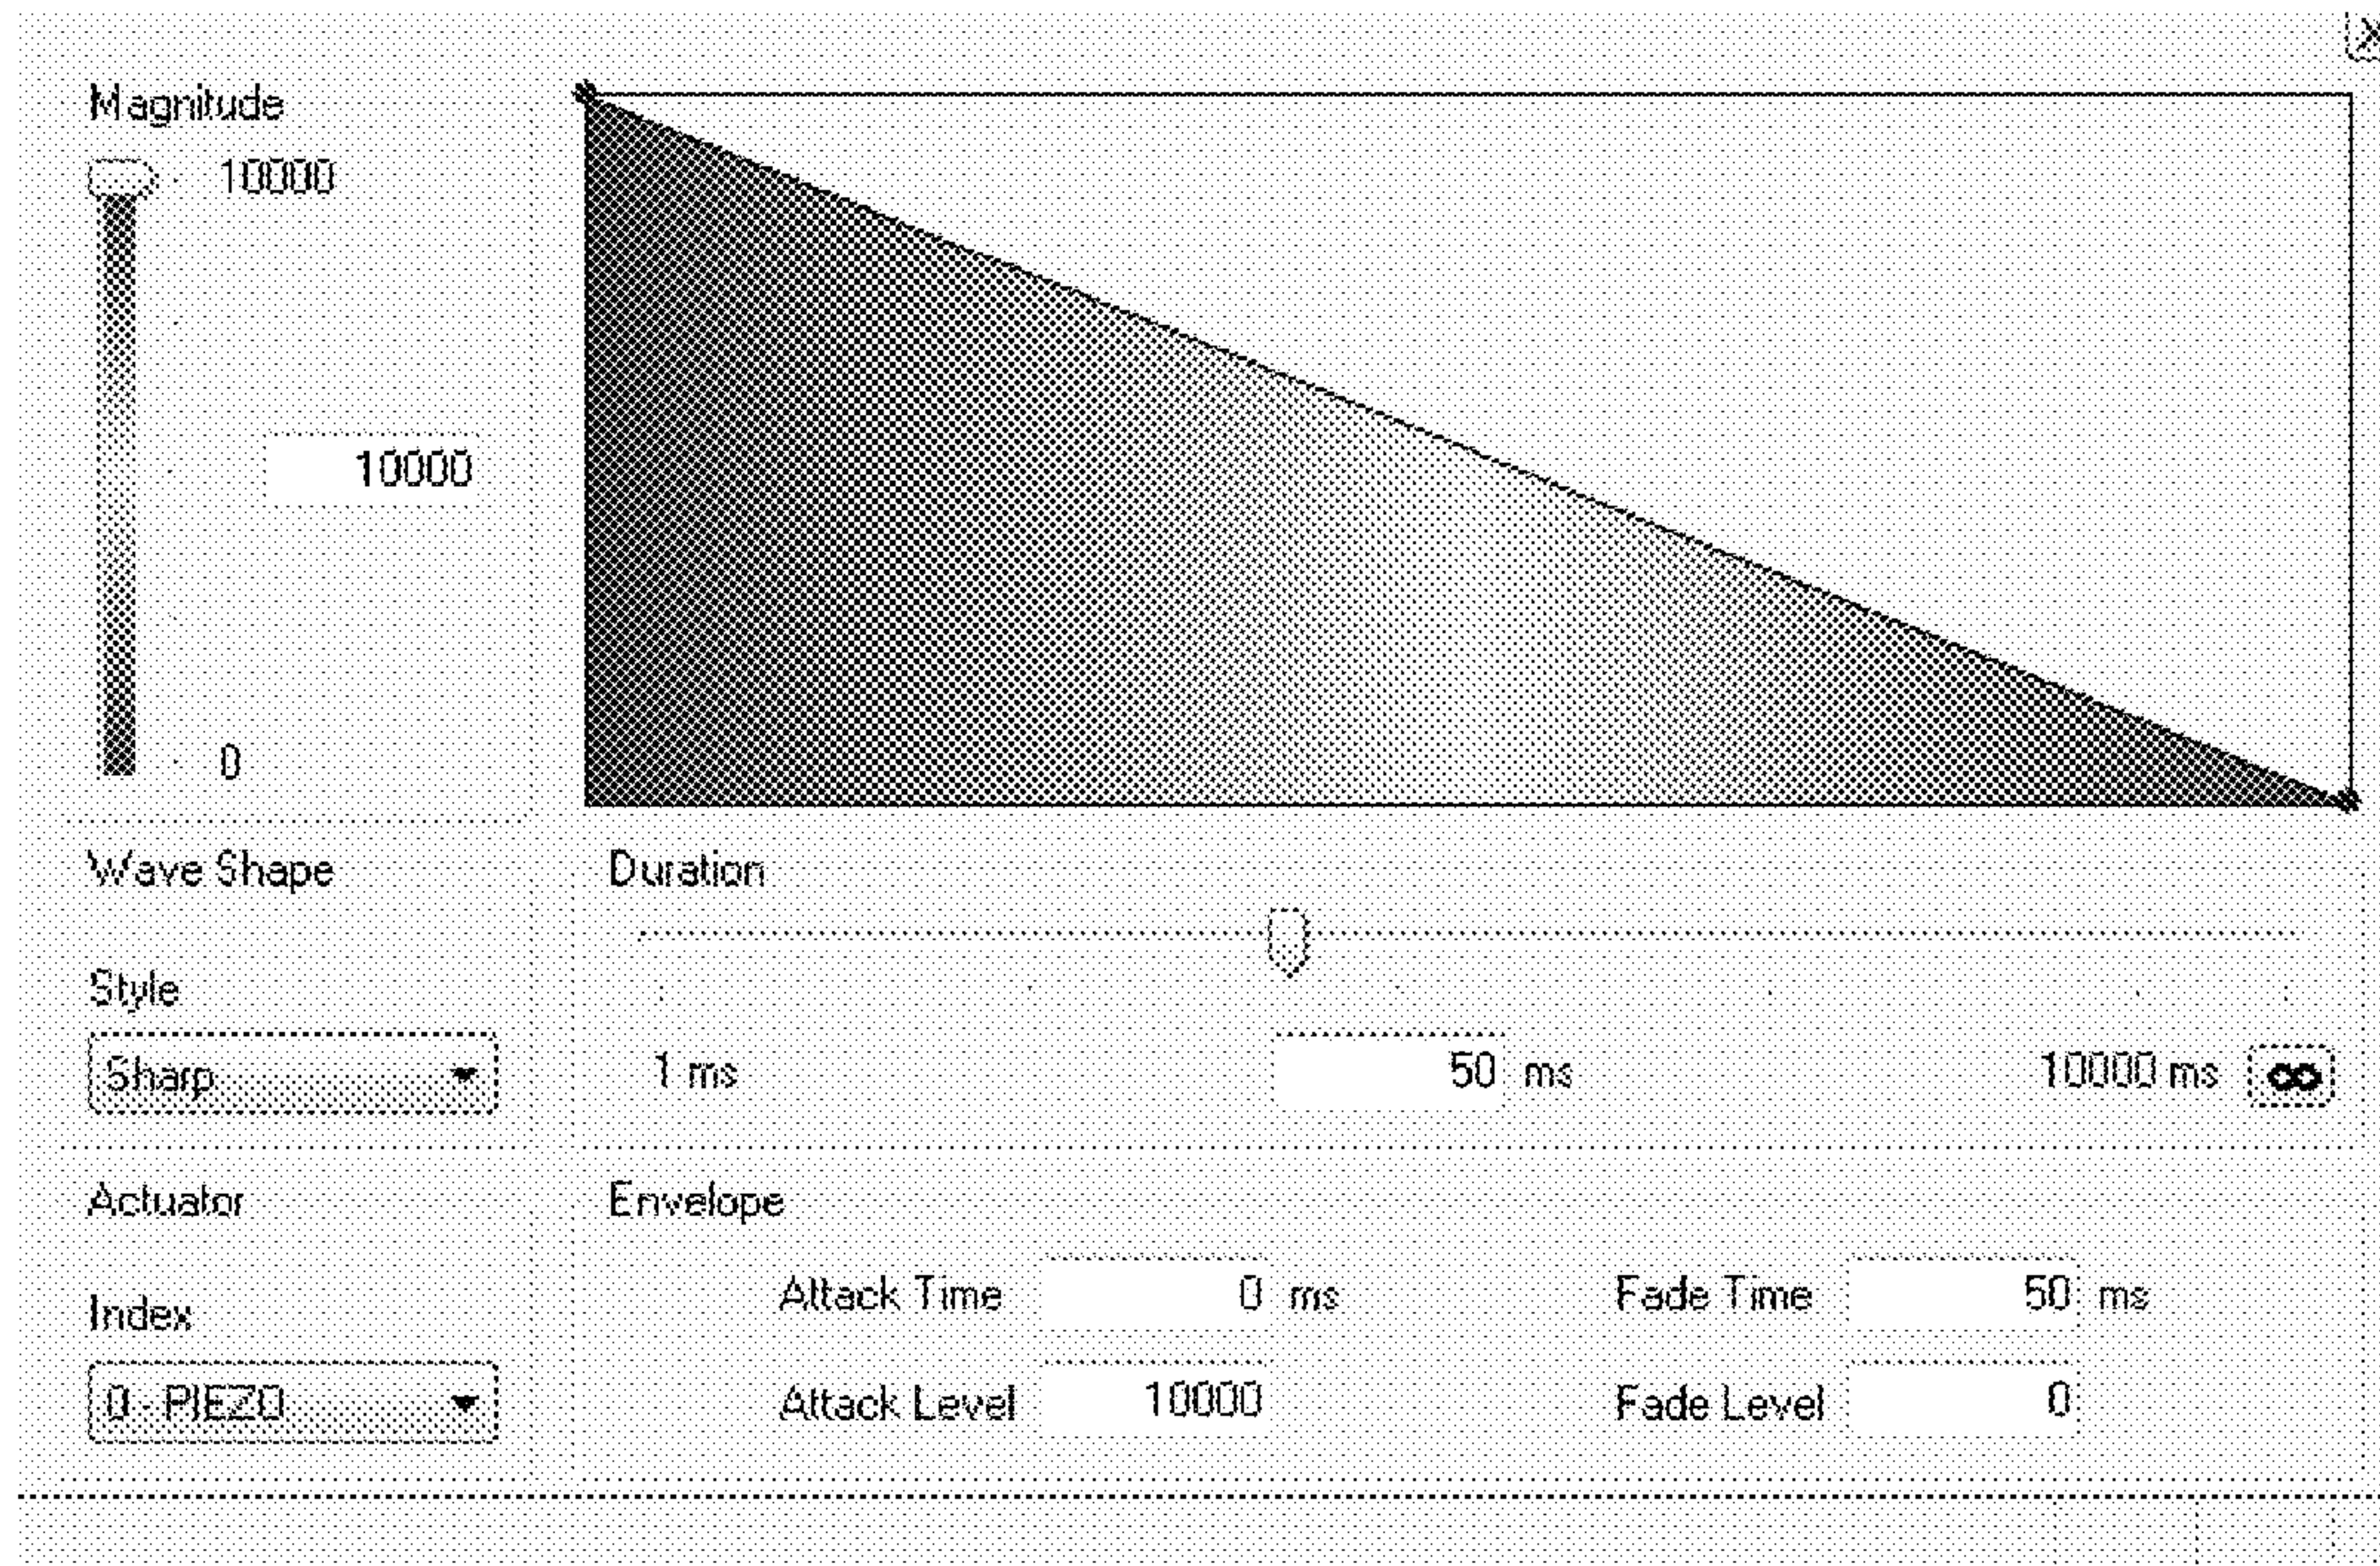 Magnitude
10000
10000
0
Wave Shape
Style
Sharp
Duration
1 ms
50 ms
10000 ms ∞
Actuator
Index
0 - PIEZO
Envelope
Attack Time 0 ms Fade Time 50 ms
Attack Level 10000 Fade Level 0